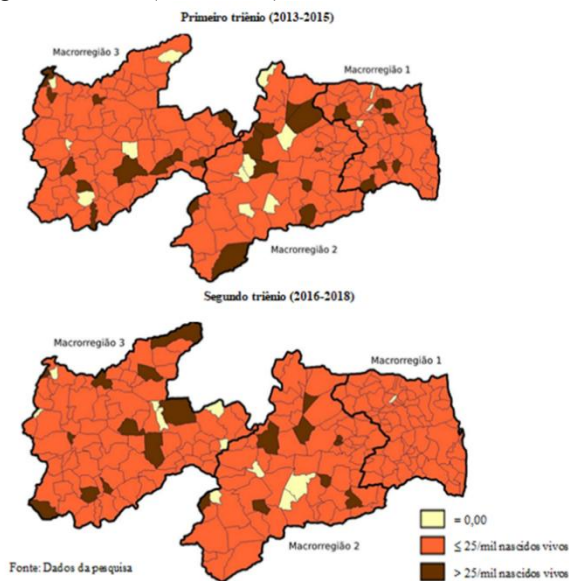 Primeiro triênio (2013-2015)
Macrorregião 3
Macrorregião 1
Macrorregião 2
Segundo triênio (2016-2018)
Macrorregião 3
Macrorregião 1
Macrorregião 2
= 0,00
≤ 25/mil nascidos vivos
> 25/mil nascidos vivos
Fonte: Dados da pesquisa